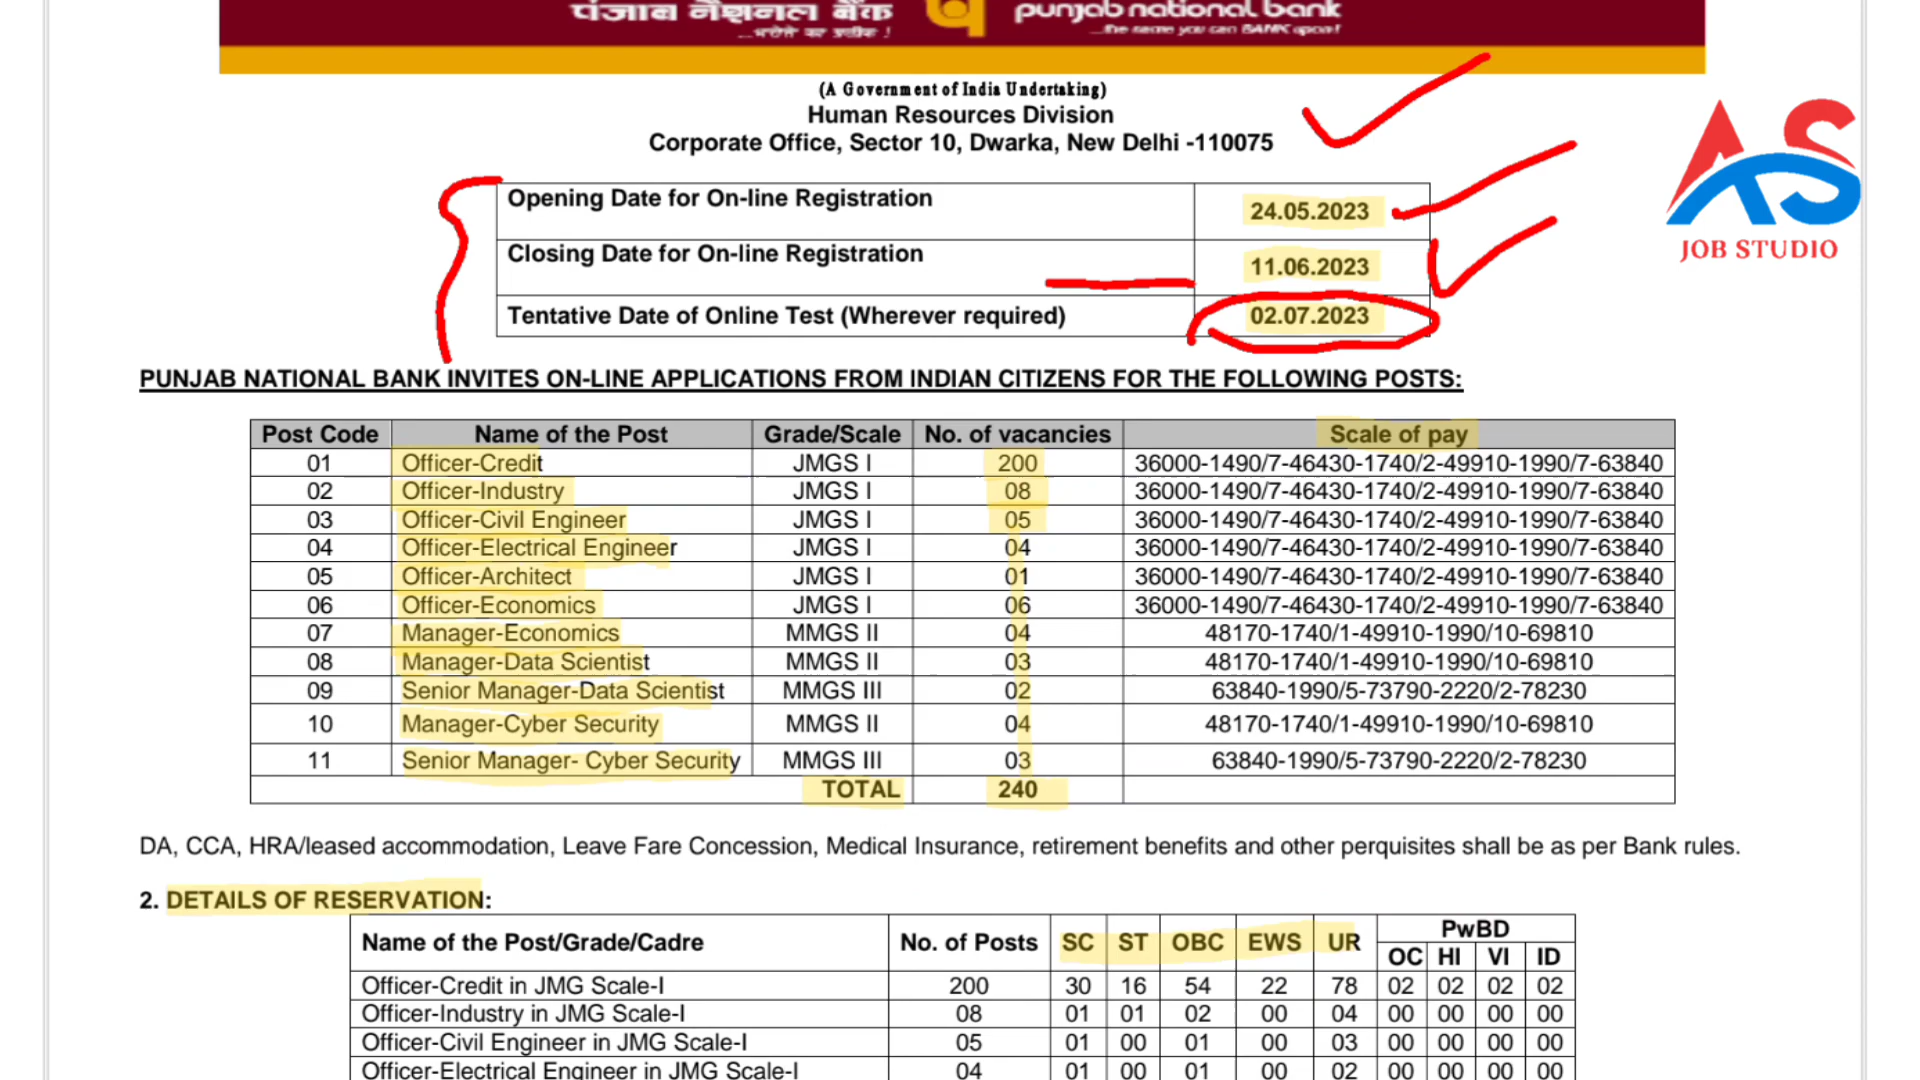 पंजाब नैशनल बैंक punjab national bank
...भरोसे का प्रतीक ! ...the name you can BANK upon!
(A Government of India Undertaking)
Human Resources Division
Corporate Office, Sector 10, Dwarka, New Delhi -110075
AS
JOB STUDIO
Opening Date for On-line Registration 24.05.2023
Closing Date for On-line Registration 11.06.2023
Tentative Date of Online Test (Wherever required) 02.07.2023
PUNJAB NATIONAL BANK INVITES ON-LINE APPLICATIONS FROM INDIAN CITIZENS FOR THE FOLLOWING POSTS:
Post Code Name of the Post Grade/Scale No. of vacancies Scale of pay
01 Officer-Credit JMGS I 200 36000-1490/7-46430-1740/2-49910-1990/7-63840
02 Officer-Industry JMGS I 08 36000-1490/7-46430-1740/2-49910-1990/7-63840
03 Officer-Civil Engineer JMGS I 05 36000-1490/7-46430-1740/2-49910-1990/7-63840
04 Officer-Electrical Engineer JMGS I 04 36000-1490/7-46430-1740/2-49910-1990/7-63840
05 Officer-Architect JMGS I 01 36000-1490/7-46430-1740/2-49910-1990/7-63840
06 Officer-Economics JMGS I 06 36000-1490/7-46430-1740/2-49910-1990/7-63840
07 Manager-Economics MMGS II 04 48170-1740/1-49910-1990/10-69810
08 Manager-Data Scientist MMGS II 03 48170-1740/1-49910-1990/10-69810
09 Senior Manager-Data Scientist MMGS III 02 63840-1990/5-73790-2220/2-78230
10 Manager-Cyber Security MMGS II 04 48170-1740/1-49910-1990/10-69810
11 Senior Manager- Cyber Security MMGS III 03 63840-1990/5-73790-2220/2-78230
TOTAL 240
DA, CCA, HRA/leased accommodation, Leave Fare Concession, Medical Insurance, retirement benefits and other perquisites shall be as per Bank rules.
2. DETAILS OF RESERVATION:
Name of the Post/Grade/Cadre No. of Posts SC ST OBC EWS UR PwBD
OC HI VI ID
Officer-Credit in JMG Scale-I 200 30 16 54 22 78 02 02 02 02
Officer-Industry in JMG Scale-I 08 01 01 02 00 04 00 00 00 00
Officer-Civil Engineer in JMG Scale-I 05 01 00 01 00 03 00 00 00 00
Officer-Electrical Engineer in JMG Scale-I 04 01 00 01 00 02 00 00 00 00